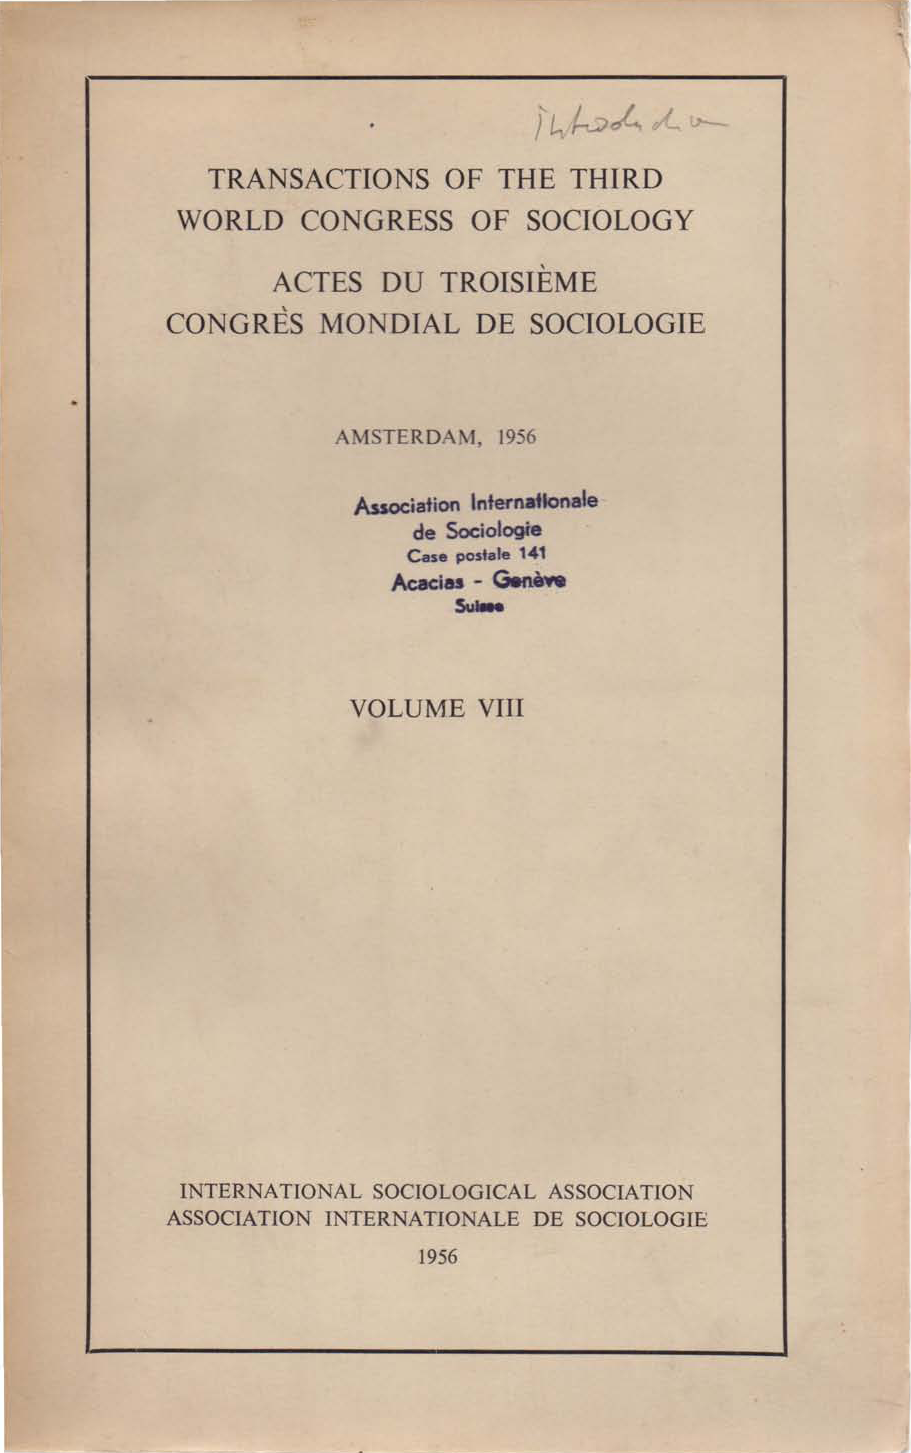 Introduction
TRANSACTIONS OF THE THIRD
WORLD CONGRESS OF SOCIOLOGY
ACTES DU TROISIÈME
CONGRÈS MONDIAL DE SOCIOLOGIE
AMSTERDAM, 1956
Association Internationale
de Sociologie
Case postale 141
Acacias - Genève
Suisse
VOLUME VIII
INTERNATIONAL SOCIOLOGICAL ASSOCIATION
ASSOCIATION INTERNATIONALE DE SOCIOLOGIE
1956